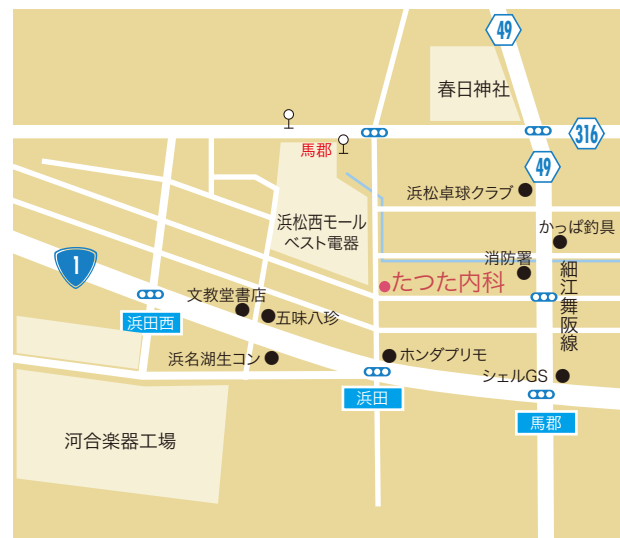 49
春日神社
316
馬郡
49
浜松卓球クラブ
浜松西モール
ベスト電器
かっぱ釣具
消防署
1
たつた内科
細江舞阪線
文教堂書店
五味八珍
浜田西
浜名湖生コン
ホンダプリモ
シェルGS
浜田
馬郡
河合楽器工場